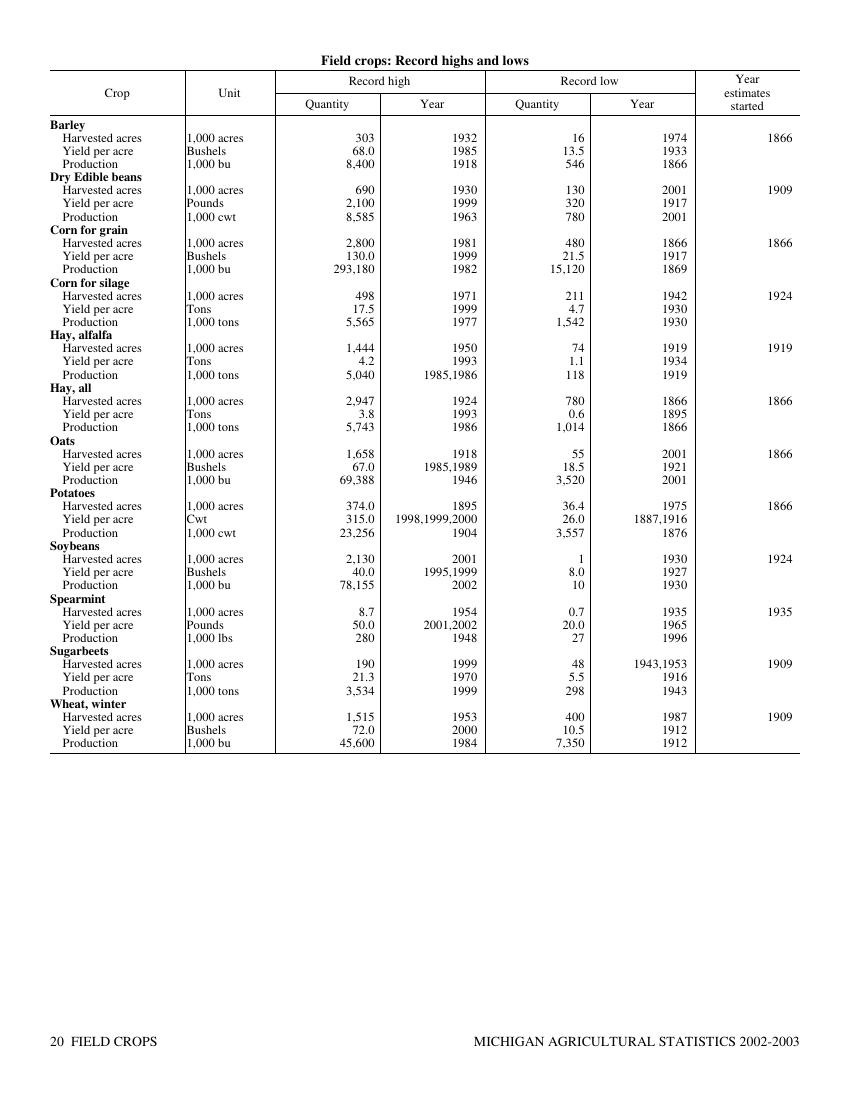 Field crops: Record highs and lows
Crop Unit Record high Record low Year estimates started
Quantity Year Quantity Year
Barley
Harvested acres 1,000 acres 303 1932 16 1974 1866
Yield per acre Bushels 68.0 1985 13.5 1933
Production 1,000 bu 8,400 1918 546 1866
Dry Edible beans
Harvested acres 1,000 acres 690 1930 130 2001 1909
Yield per acre Pounds 2,100 1999 320 1917
Production 1,000 cwt 8,585 1963 780 2001
Corn for grain
Harvested acres 1,000 acres 2,800 1981 480 1866 1866
Yield per acre Bushels 130.0 1999 21.5 1917
Production 1,000 bu 293,180 1982 15,120 1869
Corn for silage
Harvested acres 1,000 acres 498 1971 211 1942 1924
Yield per acre Tons 17.5 1999 4.7 1930
Production 1,000 tons 5,565 1977 1,542 1930
Hay, alfalfa
Harvested acres 1,000 acres 1,444 1950 74 1919 1919
Yield per acre Tons 4.2 1993 1.1 1934
Production 1,000 tons 5,040 1985,1986 118 1919
Hay, all
Harvested acres 1,000 acres 2,947 1924 780 1866 1866
Yield per acre Tons 3.8 1993 0.6 1895
Production 1,000 tons 5,743 1986 1,014 1866
Oats
Harvested acres 1,000 acres 1,658 1918 55 2001 1866
Yield per acre Bushels 67.0 1985,1989 18.5 1921
Production 1,000 bu 69,388 1946 3,520 2001
Potatoes
Harvested acres 1,000 acres 374.0 1895 36.4 1975 1866
Yield per acre Cwt 315.0 1998,1999,2000 26.0 1887,1916
Production 1,000 cwt 23,256 1904 3,557 1876
Soybeans
Harvested acres 1,000 acres 2,130 2001 1 1930 1924
Yield per acre Bushels 40.0 1995,1999 8.0 1927
Production 1,000 bu 78,155 2002 10 1930
Spearmint
Harvested acres 1,000 acres 8.7 1954 0.7 1935 1935
Yield per acre Pounds 50.0 2001,2002 20.0 1965
Production 1,000 lbs 280 1948 27 1996
Sugarbeets
Harvested acres 1,000 acres 190 1999 48 1943,1953 1909
Yield per acre Tons 21.3 1970 5.5 1916
Production 1,000 tons 3,534 1999 298 1943
Wheat, winter
Harvested acres 1,000 acres 1,515 1953 400 1987 1909
Yield per acre Bushels 72.0 2000 10.5 1912
Production 1,000 bu 45,600 1984 7,350 1912
20 FIELD CROPS MICHIGAN AGRICULTURAL STATISTICS 2002-2003